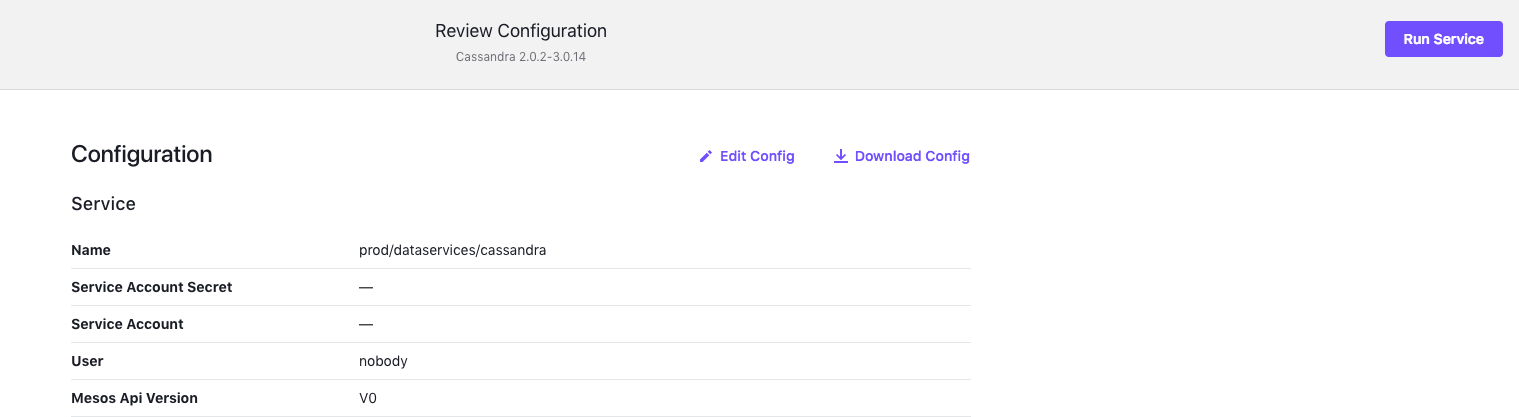 Review Configuration
Cassandra 2.0.2-3.0.14
Run Service
Configuration
Edit Config
Download Config
Service
Name prod/dataservices/cassandra
Service Account Secret —
Service Account —
User nobody
Mesos Api Version V0